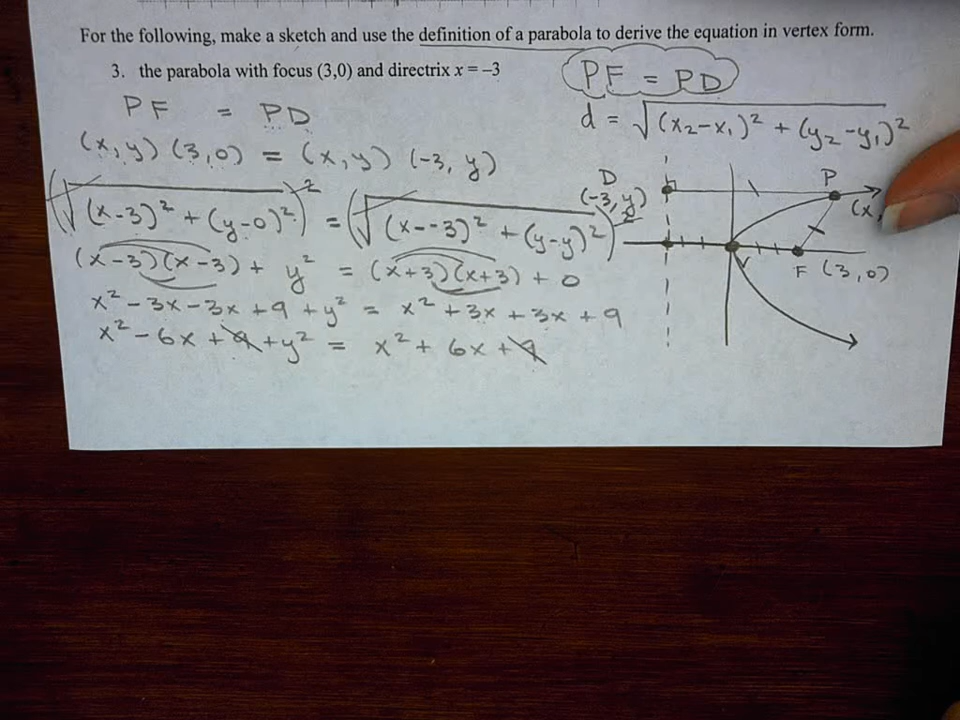 For the following, make a sketch and use the definition of a parabola to derive the equation in vertex form.
3. the parabola with focus (3,0) and directrix x = –3
PF = PD
PF = PD
d = √(x₂-x₁)² + (y₂-y₁)²
(x,y) (3,0) = (x,y) (-3, y)
(√(x-3)² + (y-0)²)² = (√(x--3)² + (y-y)²)²
(x-3)(x-3) + y² = (x+3)(x+3) + 0
x² - 3x - 3x + 9 + y² = x² + 3x + 3x + 9
x² - 6x + 9 + y² = x² + 6x + 9
D
(-3,y)
P
(x,
V
F (3,0)